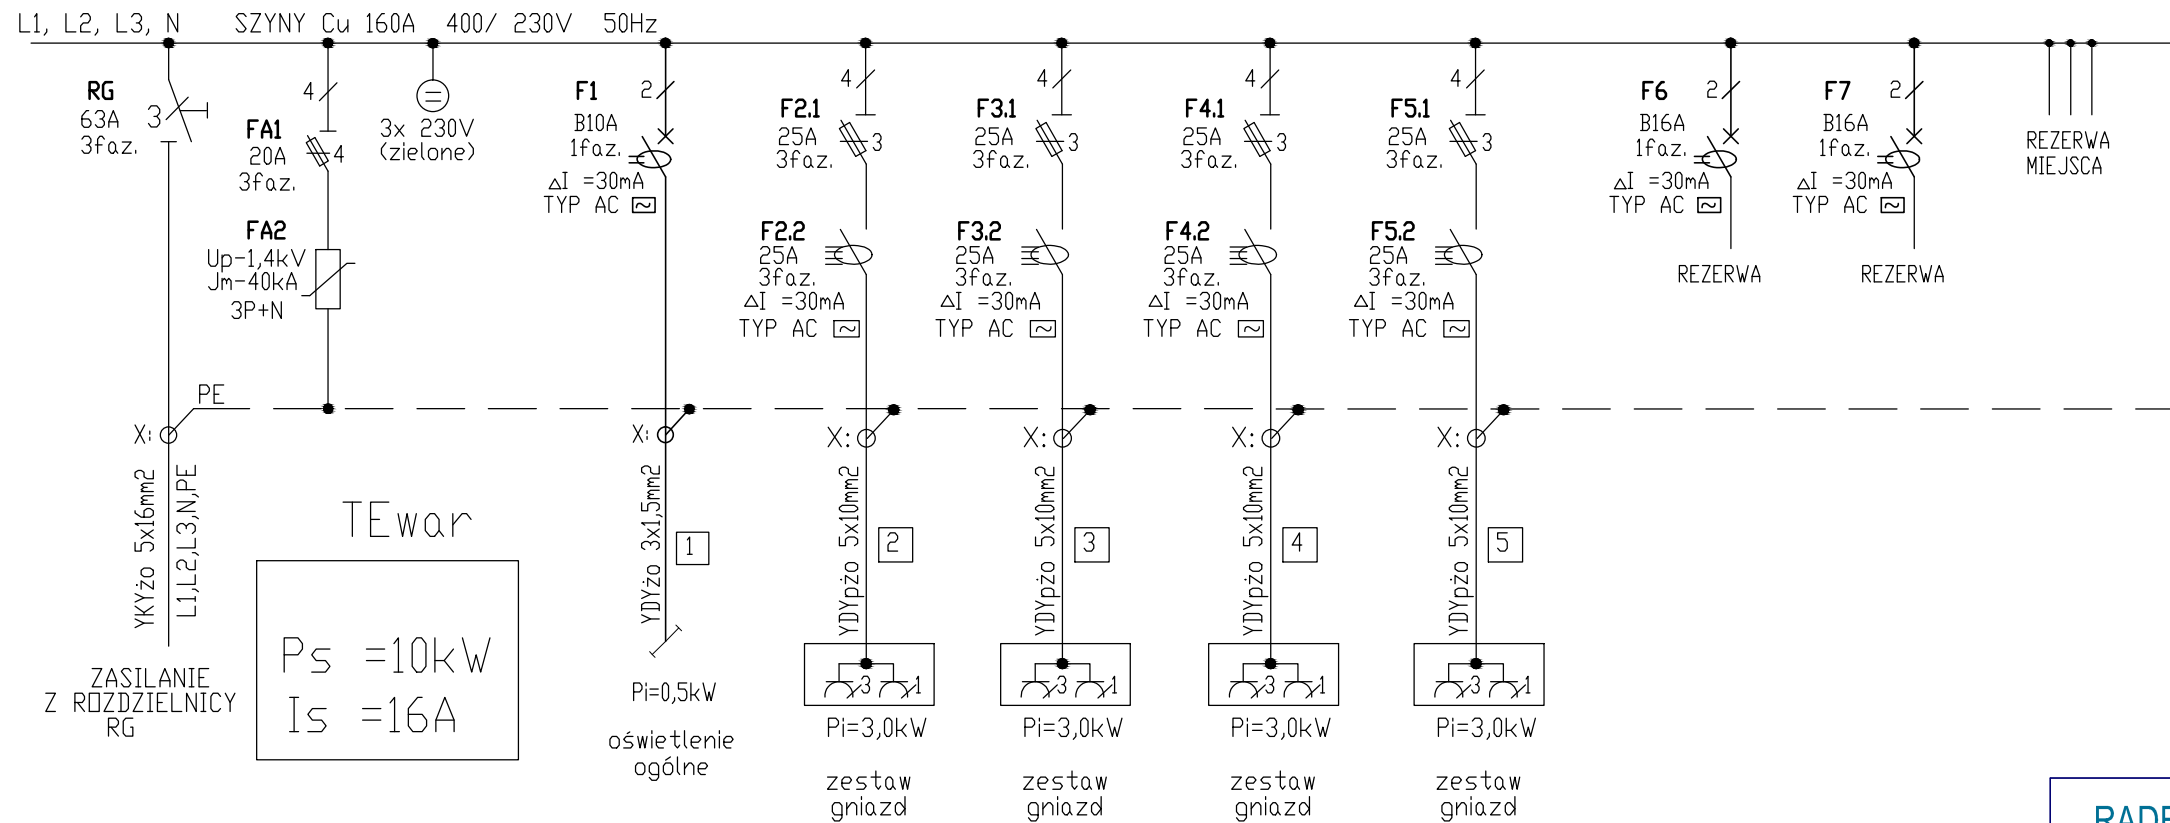 L1, L2, L3, N SZYNY Cu 160A 400/ 230V 50Hz
RG
63A
3faz.
3
4
FA1
20A
3faz.
4
FA2
Up-1,4kV
Jm-40kA
3P+N
3x 230V
(zielone)
F1
2
B10A
1faz.
ΔI =30mA
TYP AC
4
F2.1
25A
3faz.
3
F2.2
25A
3faz.
ΔI =30mA
TYP AC
4
F3.1
25A
3faz.
3
F3.2
25A
3faz.
ΔI =30mA
TYP AC
4
F4.1
25A
3faz.
3
F4.2
25A
3faz.
ΔI =30mA
TYP AC
4
F5.1
25A
3faz.
3
F5.2
25A
3faz.
ΔI =30mA
TYP AC
F6
2
B16A
1faz.
ΔI =30mA
TYP AC
REZERWA
F7
2
B16A
1faz.
ΔI =30mA
TYP AC
REZERWA
REZERWA
MIEJSCA
PE
X:
YKYżo 5x16mm2
L1,L2,L3,N,PE
ZASILANIE
Z ROZDZIELNICY
RG
TEwar
Ps =10kW
Is =16A
X:
YDYżo 3x1,5mm2
1
Pi=0,5kW
oświetlenie
ogólne
X:
YDYpżo 5x10mm2
2
3 1
Pi=3,0kW
zestaw
gniazd
X:
YDYpżo 5x10mm2
3
3 1
Pi=3,0kW
zestaw
gniazd
X:
YDYpżo 5x10mm2
4
3 1
Pi=3,0kW
zestaw
gniazd
X:
YDYpżo 5x10mm2
5
3 1
Pi=3,0kW
zestaw
gniazd